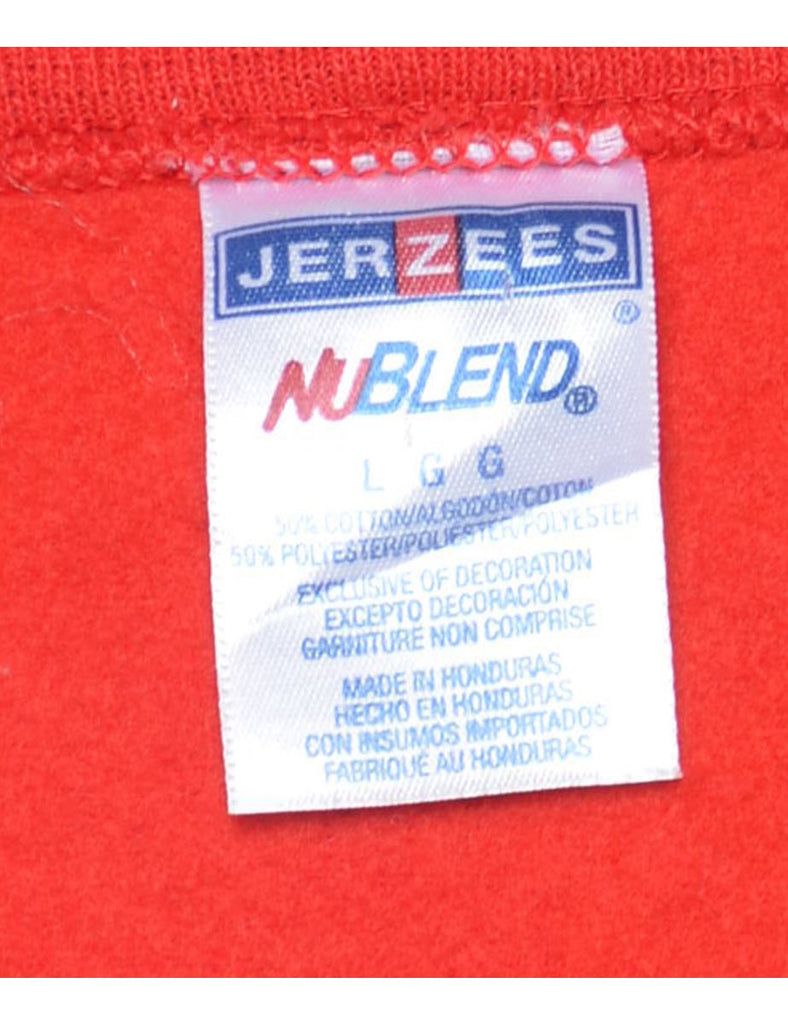 JERZEES
®
NUBLEND®
L G G
50% COTTON/ALGODÓN/COTON
50% POLYESTER/POLIESTER/POLYESTER
EXCLUSIVE OF DECORATION
EXCEPTO DECORACIÓN
GARNITURE NON COMPRISE
MADE IN HONDURAS
HECHO EN HONDURAS
CON INSUMOS IMPORTADOS
FABRIQUÉ AU HONDURAS